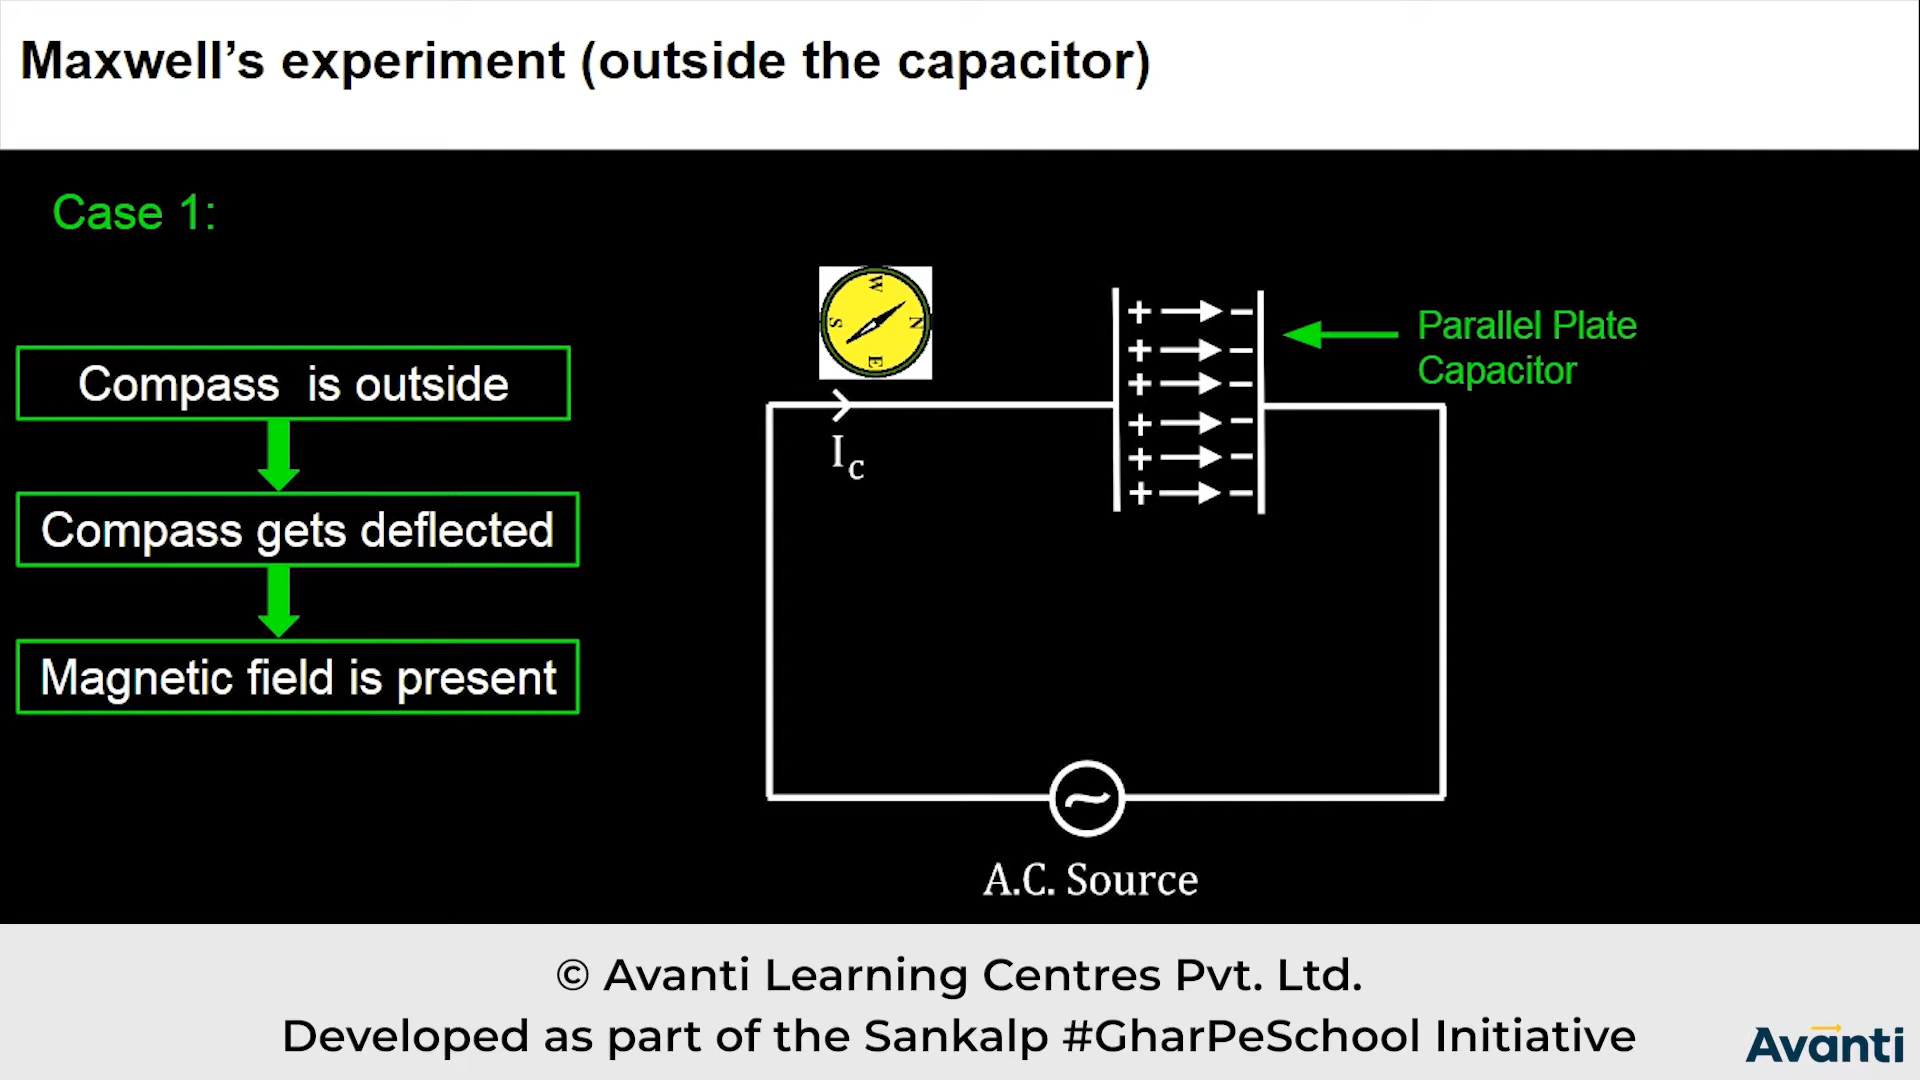 Maxwell’s experiment (outside the capacitor)
Case 1:
Compass is outside
Compass gets deflected
Magnetic field is present
W
S
N
E
I_C
+ −
+ −
+ −
+ −
+ −
+ −
Parallel Plate
Capacitor
A.C. Source
© Avanti Learning Centres Pvt. Ltd.
Developed as part of the Sankalp #GharPeSchool Initiative
Avanti